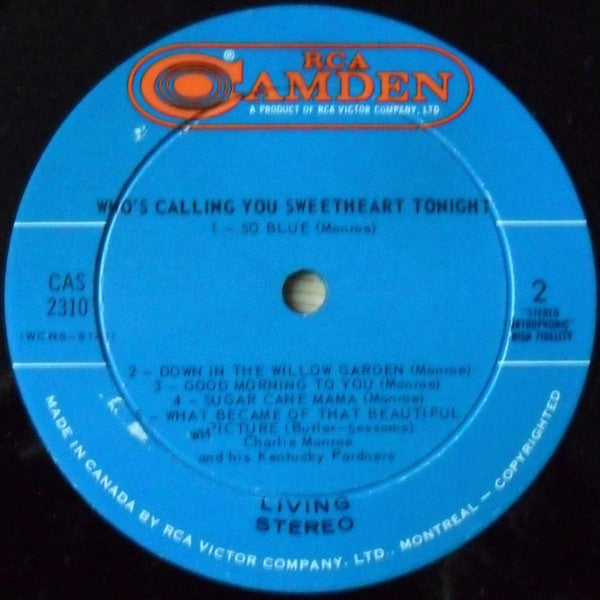 RCA
CAMDEN
®
A PRODUCT OF RCA VICTOR COMPANY, LTD.
WHO'S CALLING YOU SWEETHEART TONIGHT
1 - SO BLUE (Monroe)
CAS
2310
2
"STEREO
ORTHOPHONIC"
HIGH FIDELITY
2 - DOWN IN THE WILLOW GARDEN (Monroe)
3 - GOOD MORNING TO YOU (Monroe)
4 - SUGAR CANE MAMA (Monroe)
5 - WHAT BECAME OF THAT BEAUTIFUL
PICTURE (Butler-Sessoms)
Charlie Monroe
and his Kentucky Pardners
LIVING
STEREO
MADE IN CANADA BY RCA VICTOR COMPANY, LTD., MONTREAL - COPYRIGHTED